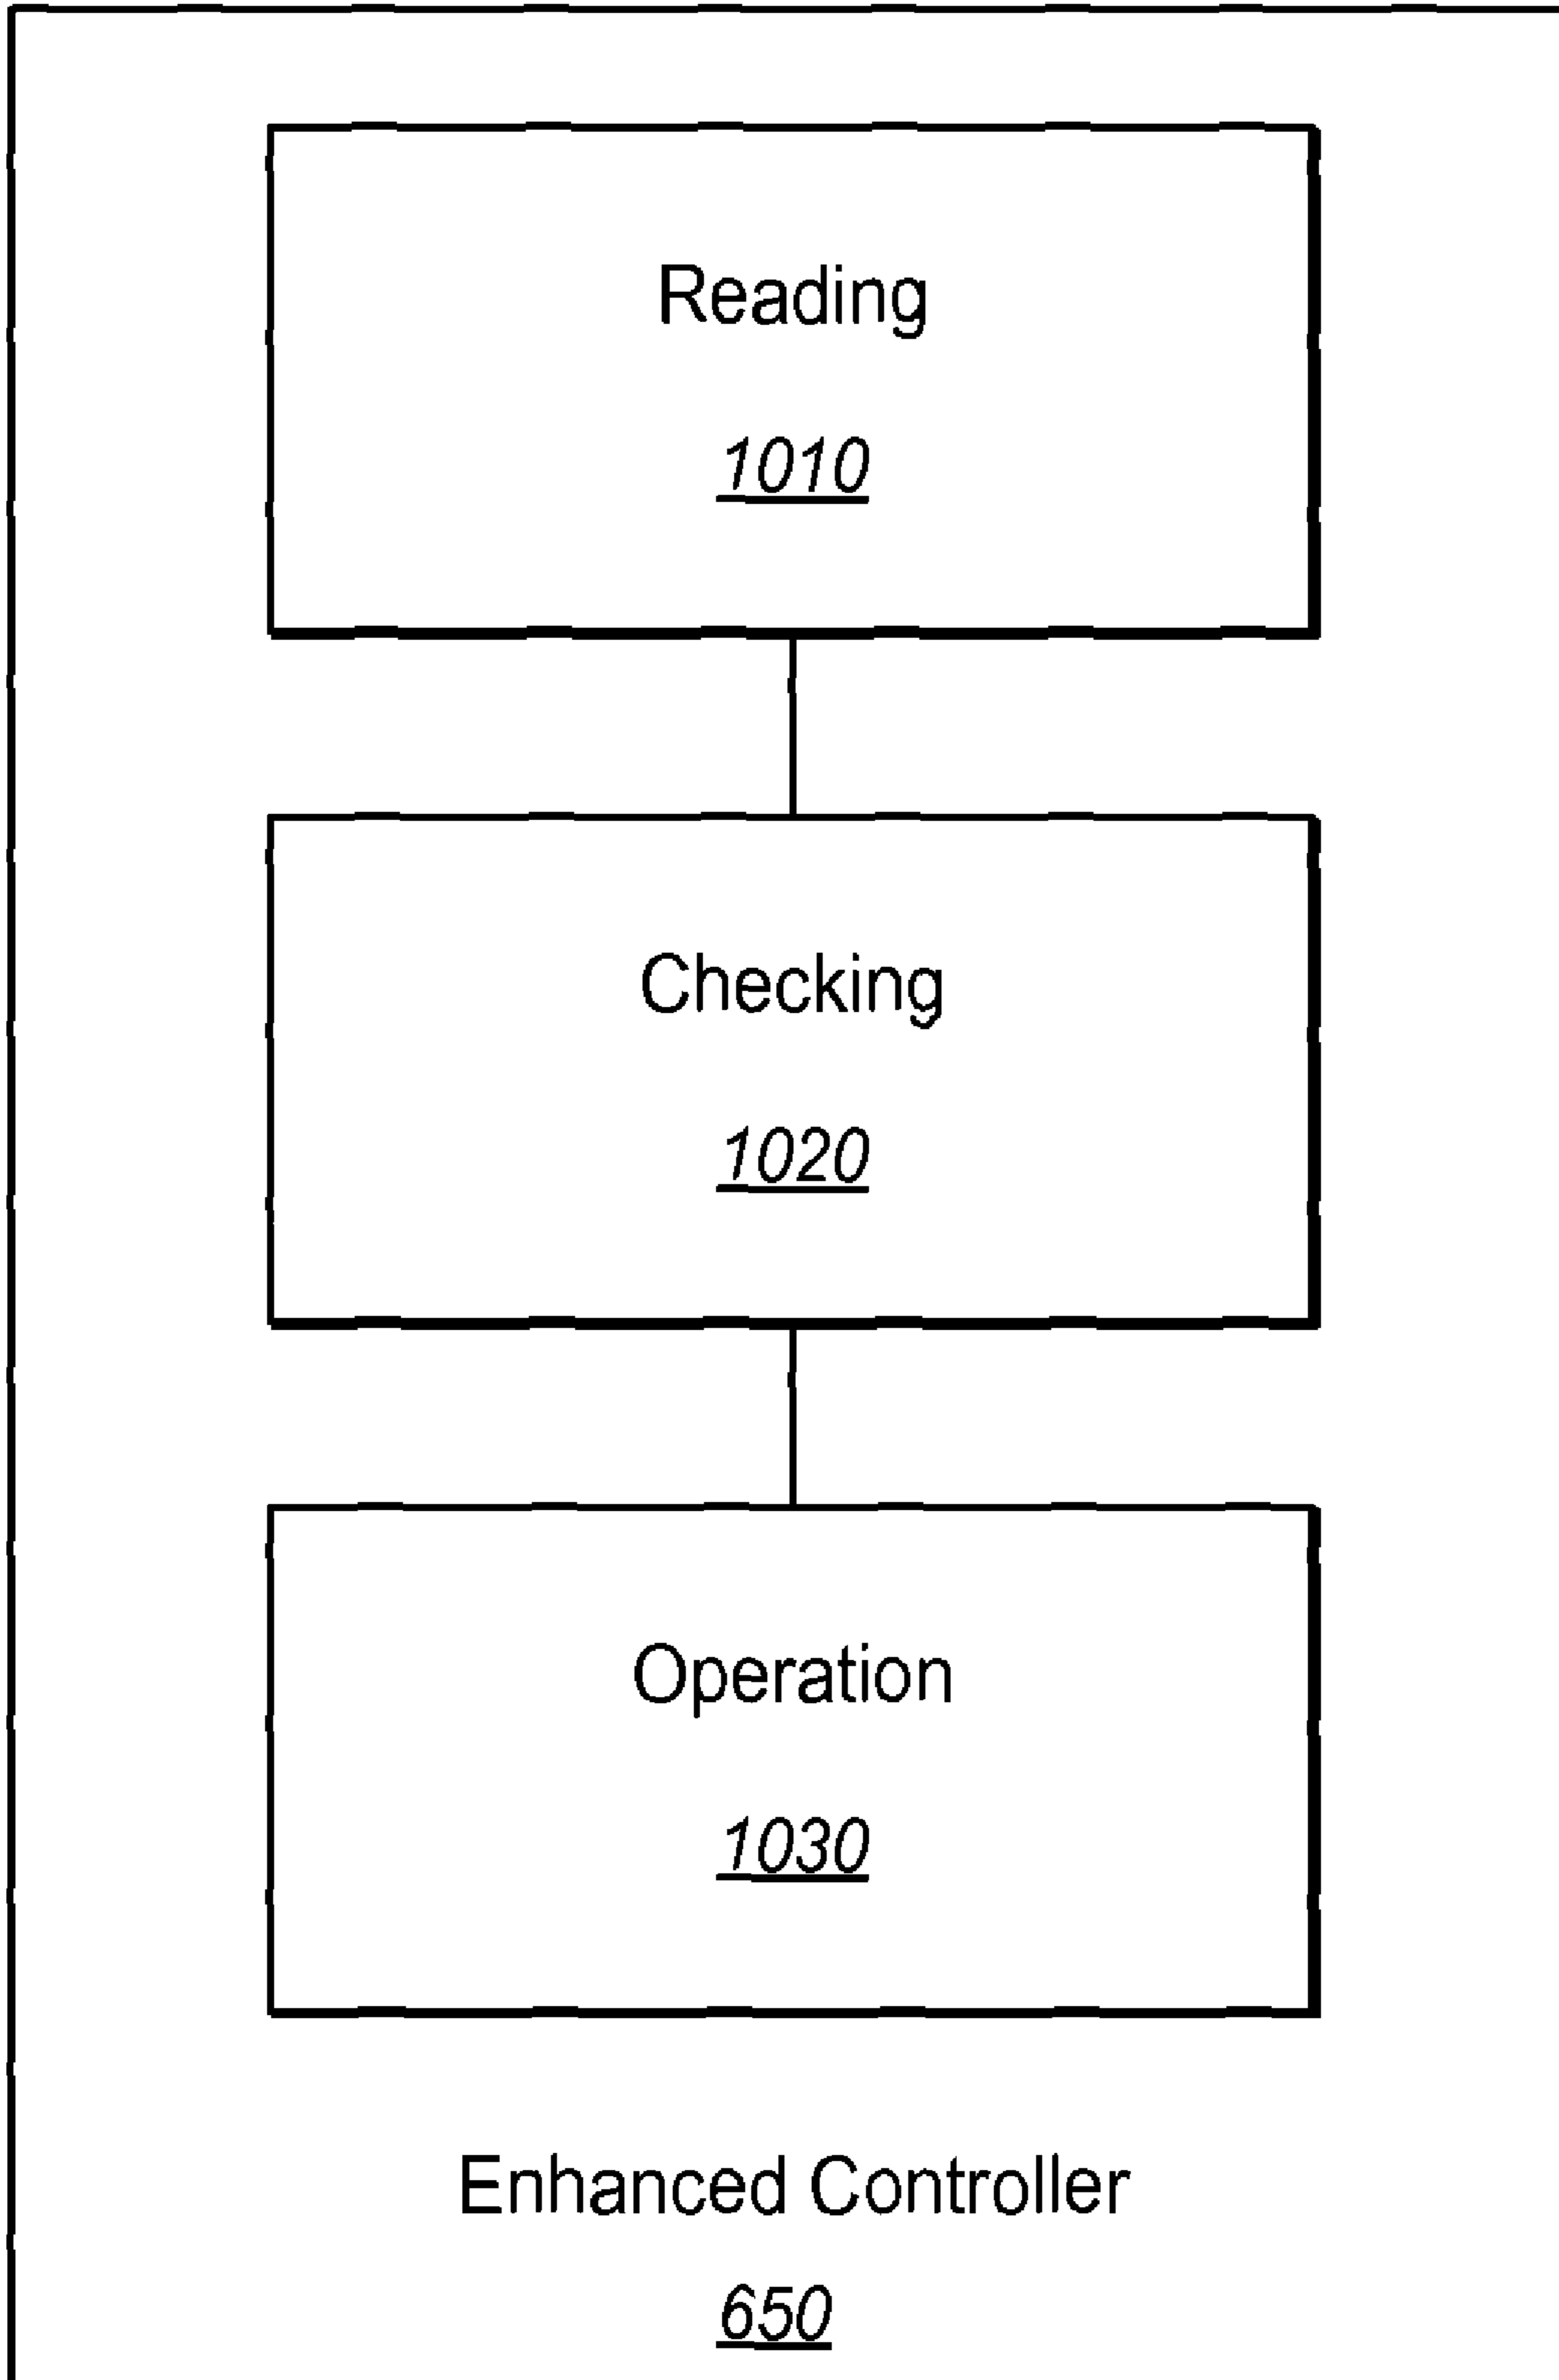 Reading
1010
Checking
1020
Operation
1030
Enhanced Controller
650